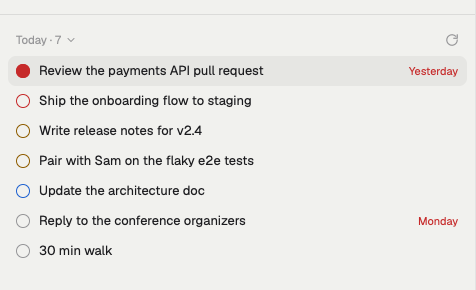 Today · 7
Review the payments API pull request Yesterday
Ship the onboarding flow to staging
Write release notes for v2.4
Pair with Sam on the flaky e2e tests
Update the architecture doc
Reply to the conference organizers Monday
30 min walk